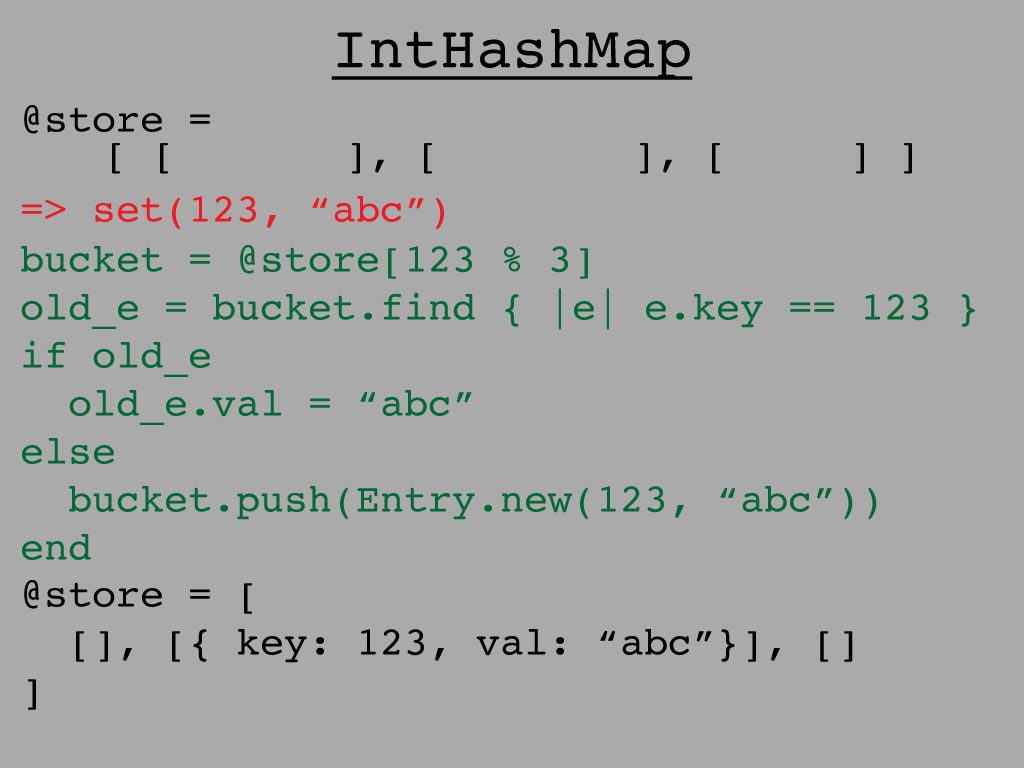 IntHashMap
@store =
[ [       ], [        ], [     ] ]
=> set(123, “abc”)
bucket = @store[123 % 3]
old_e = bucket.find { |e| e.key == 123 }
if old_e
  old_e.val = “abc”
else
  bucket.push(Entry.new(123, “abc”))
end
@store = [
  [], [{ key: 123, val: “abc”}], []
]